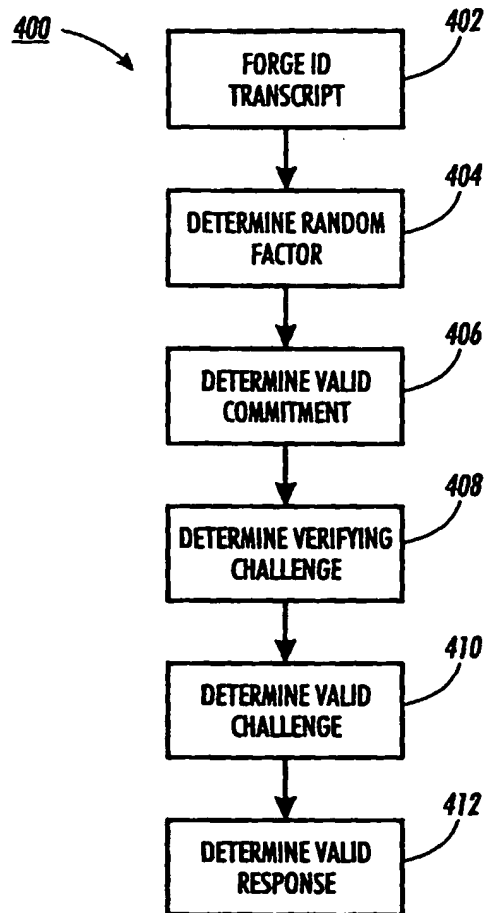 400
402
FORGE ID
TRANSCRIPT
404
DETERMINE RANDOM
FACTOR
406
DETERMINE VALID
COMMITMENT
408
DETERMINE VERIFYING
CHALLENGE
410
DETERMINE VALID
CHALLENGE
412
DETERMINE VALID
RESPONSE